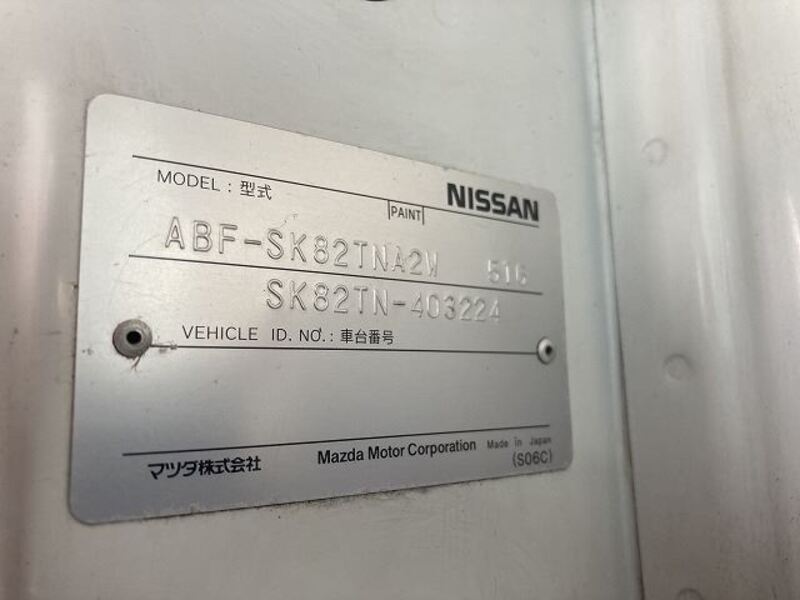 NISSAN
MODEL : 型式
PAINT
ABF-SK82TNA2W 51G
SK82TN-403224
VEHICLE ID. NO. : 車台番号
マツダ株式会社 Mazda Motor Corporation Made in Japan
(S06C)